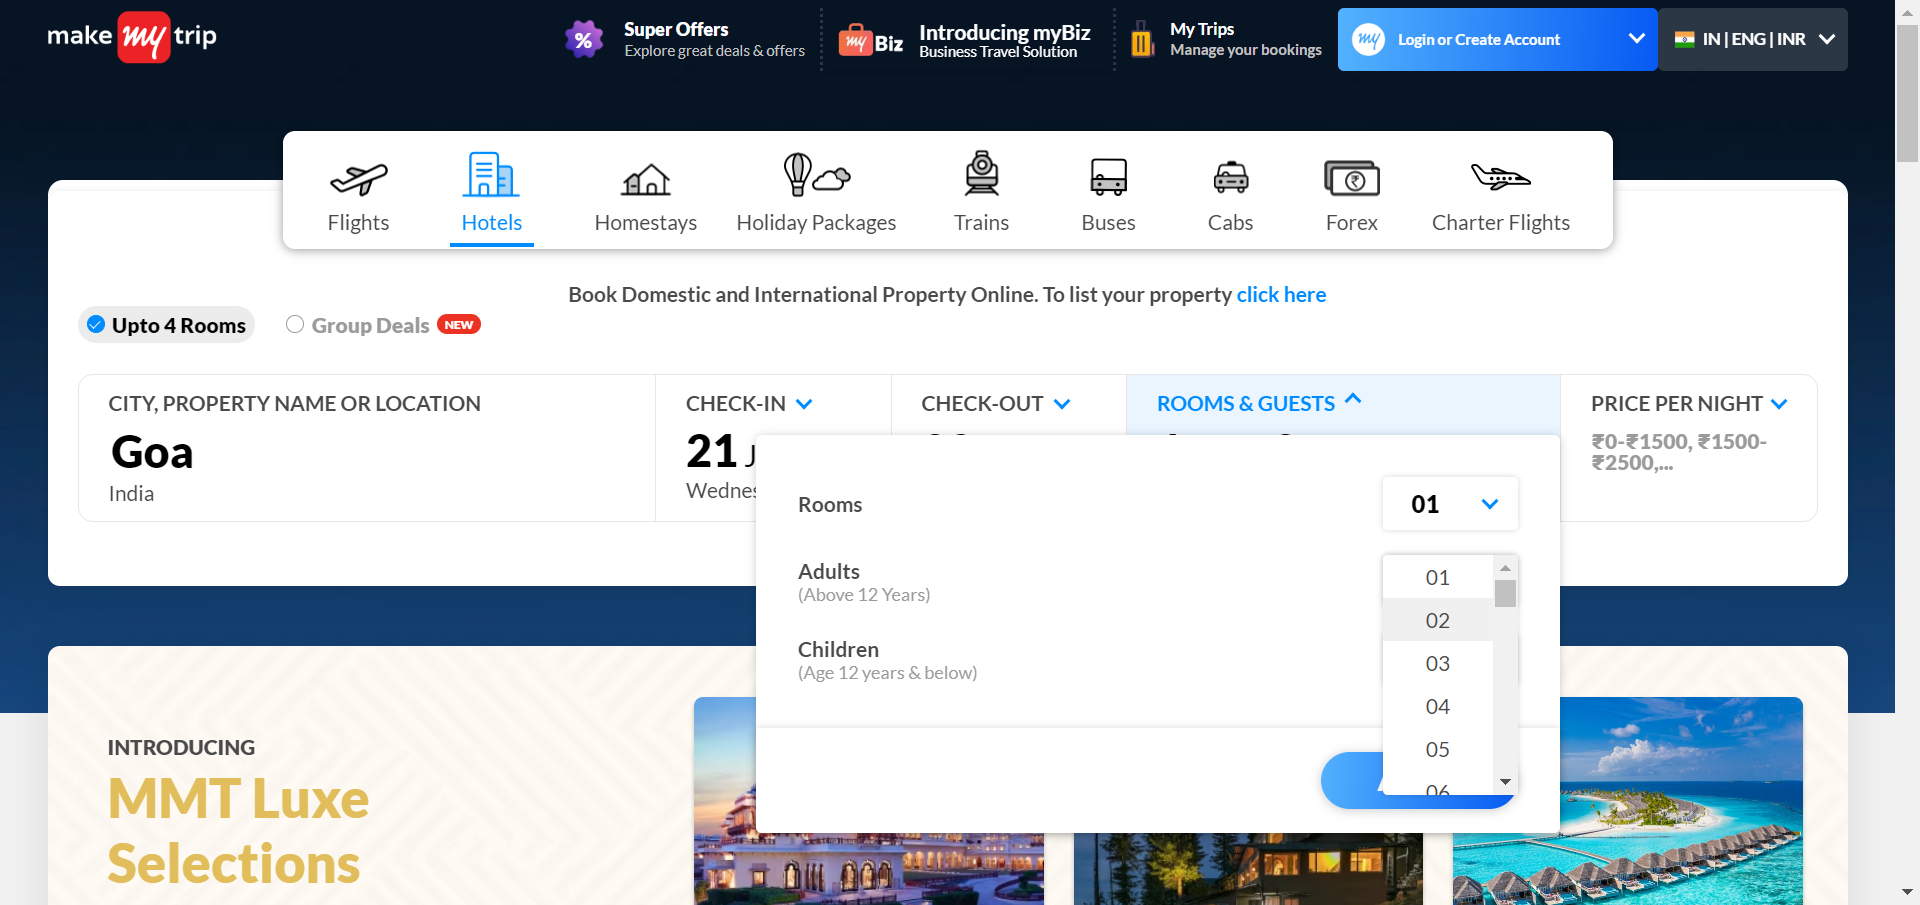 make my trip
Super Offers
Explore great deals & offers
my Biz
Introducing myBiz
Business Travel Solution
My Trips
Manage your bookings
my
Login or Create Account
IN | ENG | INR
Flights
Hotels
Homestays
Holiday Packages
Trains
Buses
Cabs
Forex
Charter Flights
Book Domestic and International Property Online. To list your property click here
Upto 4 Rooms
Group Deals NEW
CITY, PROPERTY NAME OR LOCATION
Goa
India
CHECK-IN
21 J
Wednes
CHECK-OUT
ROOMS & GUESTS
PRICE PER NIGHT
₹0-₹1500, ₹1500-
₹2500,...
Rooms
01
Adults
(Above 12 Years)
Children
(Age 12 years & below)
01
02
03
04
05
06
INTRODUCING
MMT Luxe
Selections